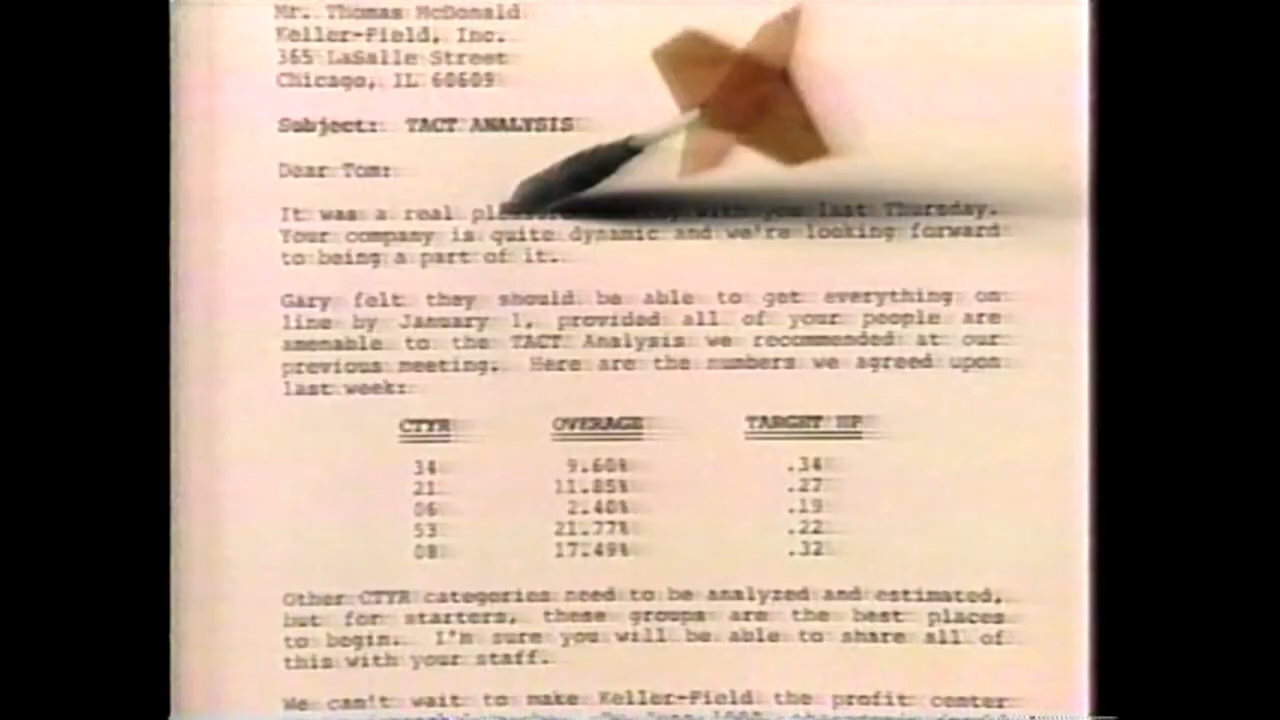 Mr. Thomas McDonald
Keller-Field, Inc.
365 LaSalle Street
Chicago, IL 60609
Subject: TACT ANALYSIS
Dear Tom:
It was a real with you last Thursday.
Your company is quite dynamic and we're looking forward
to being a part of it.
Gary felt they should be able to get everything on
line by January 1, provided all of your people are
amenable to the TACT Analysis we recommended at our
previous meeting. Here are the numbers we agreed upon
last week:
CTYR OVERAGE TARGET
34 9.60% .34
21 11.85% .27
06 2.40% .19
53 21.77% .22
08 17.49% .32
Other CTYR categories need to be analyzed and estimated,
but for starters, these groups are the best places
to begin. I'm sure you will be able to share all of
this with your staff.
We can't wait to make Keller-Field the profit center